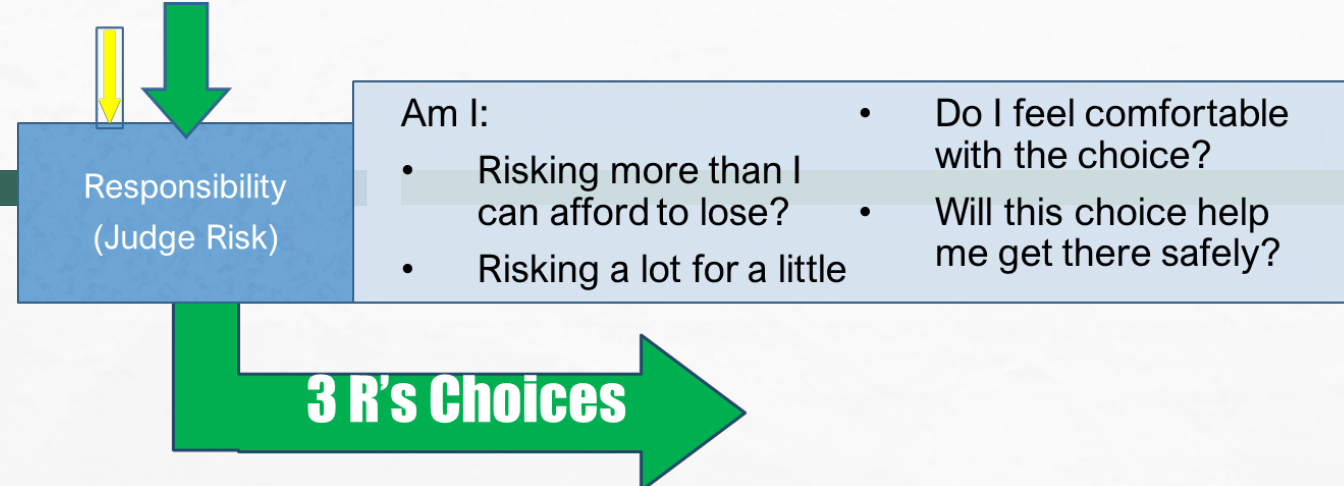 Responsibility
(Judge Risk)
Am I:
• Risking more than I
can afford to lose?
• Risking a lot for a little
• Do I feel comfortable
with the choice?
• Will this choice help
me get there safely?
3 R's Choices